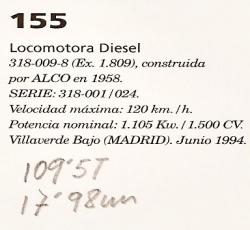 155
Locomotora Diesel
318-009-8 (Ex. 1.809), construida
por ALCO en 1958.
SERIE: 318-001/024.
Velocidad máxima: 120 km./h.
Potencia nominal: 1.105 Kw./1.500 CV.
Villaverde Bajo (MADRID). Junio 1994.
109'5T
17'98um